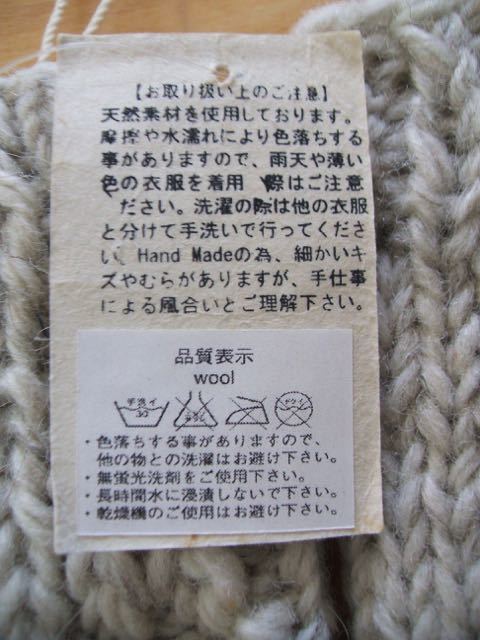 【お取り扱い上のご注意】
天然素材を使用しております。
摩擦や水濡れにより色落ちする
事がありますので、雨天や薄い
色の衣服を着用 際はご注意
ださい。洗濯の際は他の衣服
と分けて手洗いで行ってくださ
い Hand Madeの為、細かいキ
ズやむらがありますが、手仕事
による風合いとご理解下さい。
品質表示
wool
手洗イ
30
・色落ちする事がありますので、
他の物との洗濯はお避け下さい。
・無蛍光洗剤をご使用下さい。
・長時間水に浸漬しないで下さい。
・乾燥機のご使用はお避け下さい。